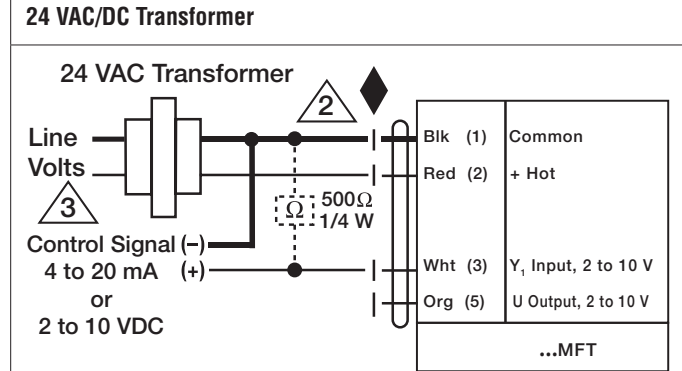 24 VAC/DC Transformer
24 VAC Transformer
2
Line
Volts
3
Blk (1) Common
Red (2) + Hot
Ω
500Ω
1/4 W
Control Signal (−)
4 to 20 mA (+)
or
2 to 10 VDC
Wht (3) Y₁ Input, 2 to 10 V
Org (5) U Output, 2 to 10 V
...MFT